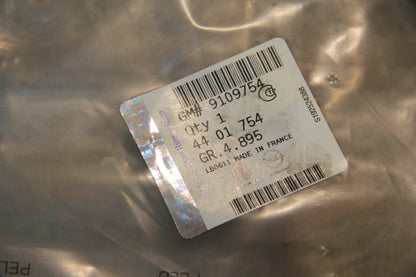 GM# 9109754
Qty 1
44 01 754
GR.4.895
LB0611 MADE IN FRANCE